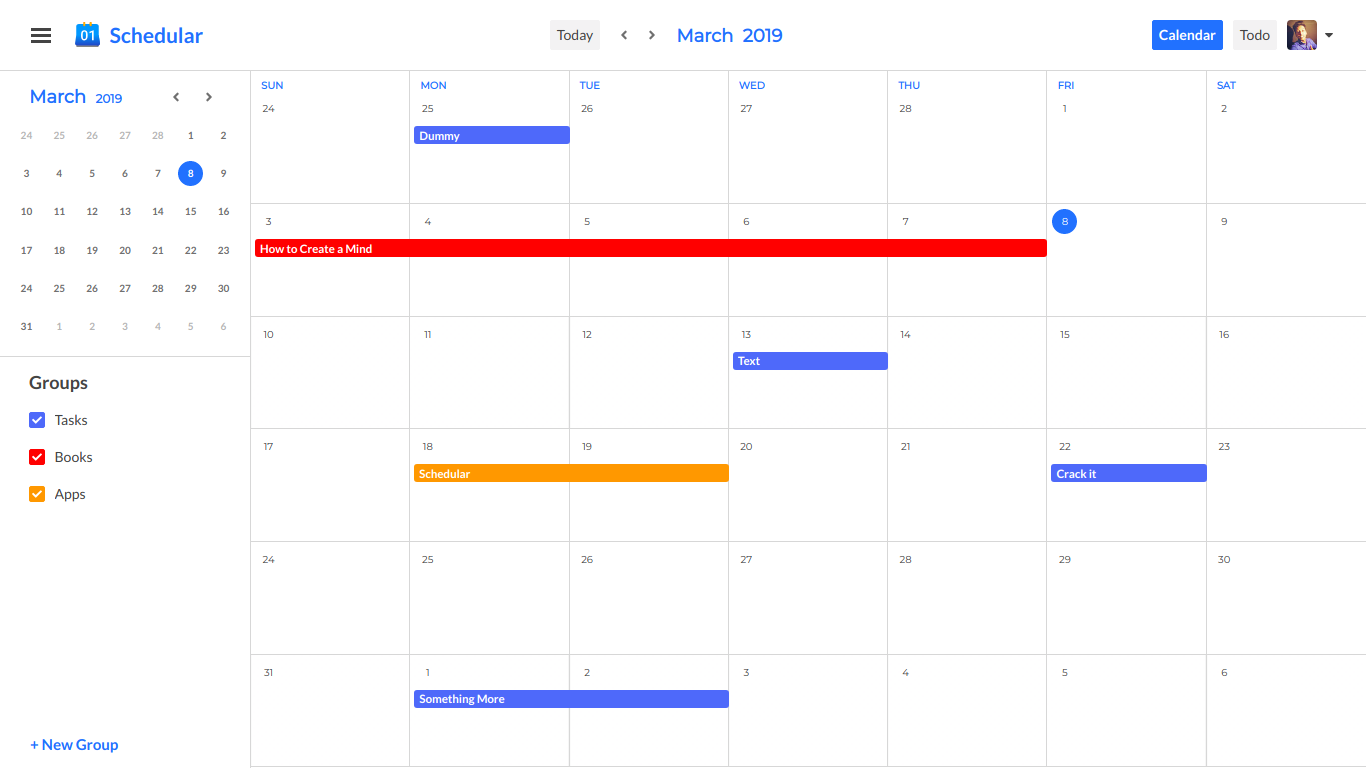 01 Schedular Today March 2019 Calendar Todo
March 2019
24 25 26 27 28 1 2
3 4 5 6 7 8 9
10 11 12 13 14 15 16
17 18 19 20 21 22 23
24 25 26 27 28 29 30
31 1 2 3 4 5 6
Groups
Tasks
Books
Apps
+ New Group
SUN MON TUE WED THU FRI SAT
24 25 26 27 28 1 2
Dummy
3 4 5 6 7 8 9
How to Create a Mind
10 11 12 13 14 15 16
Text
17 18 19 20 21 22 23
Schedular Crack it
24 25 26 27 28 29 30
31 1 2 3 4 5 6
Something More